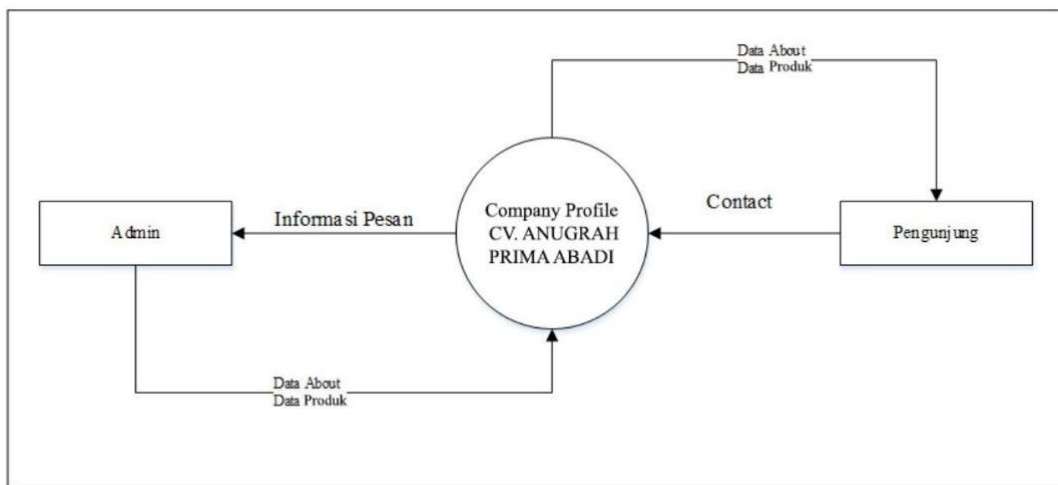 Data About
Data Produk
Company Profile
CV. ANUGRAH
PRIMA ABADI
Contact
Informasi Pesan
Admin
Pengunjung
Data About
Data Produk